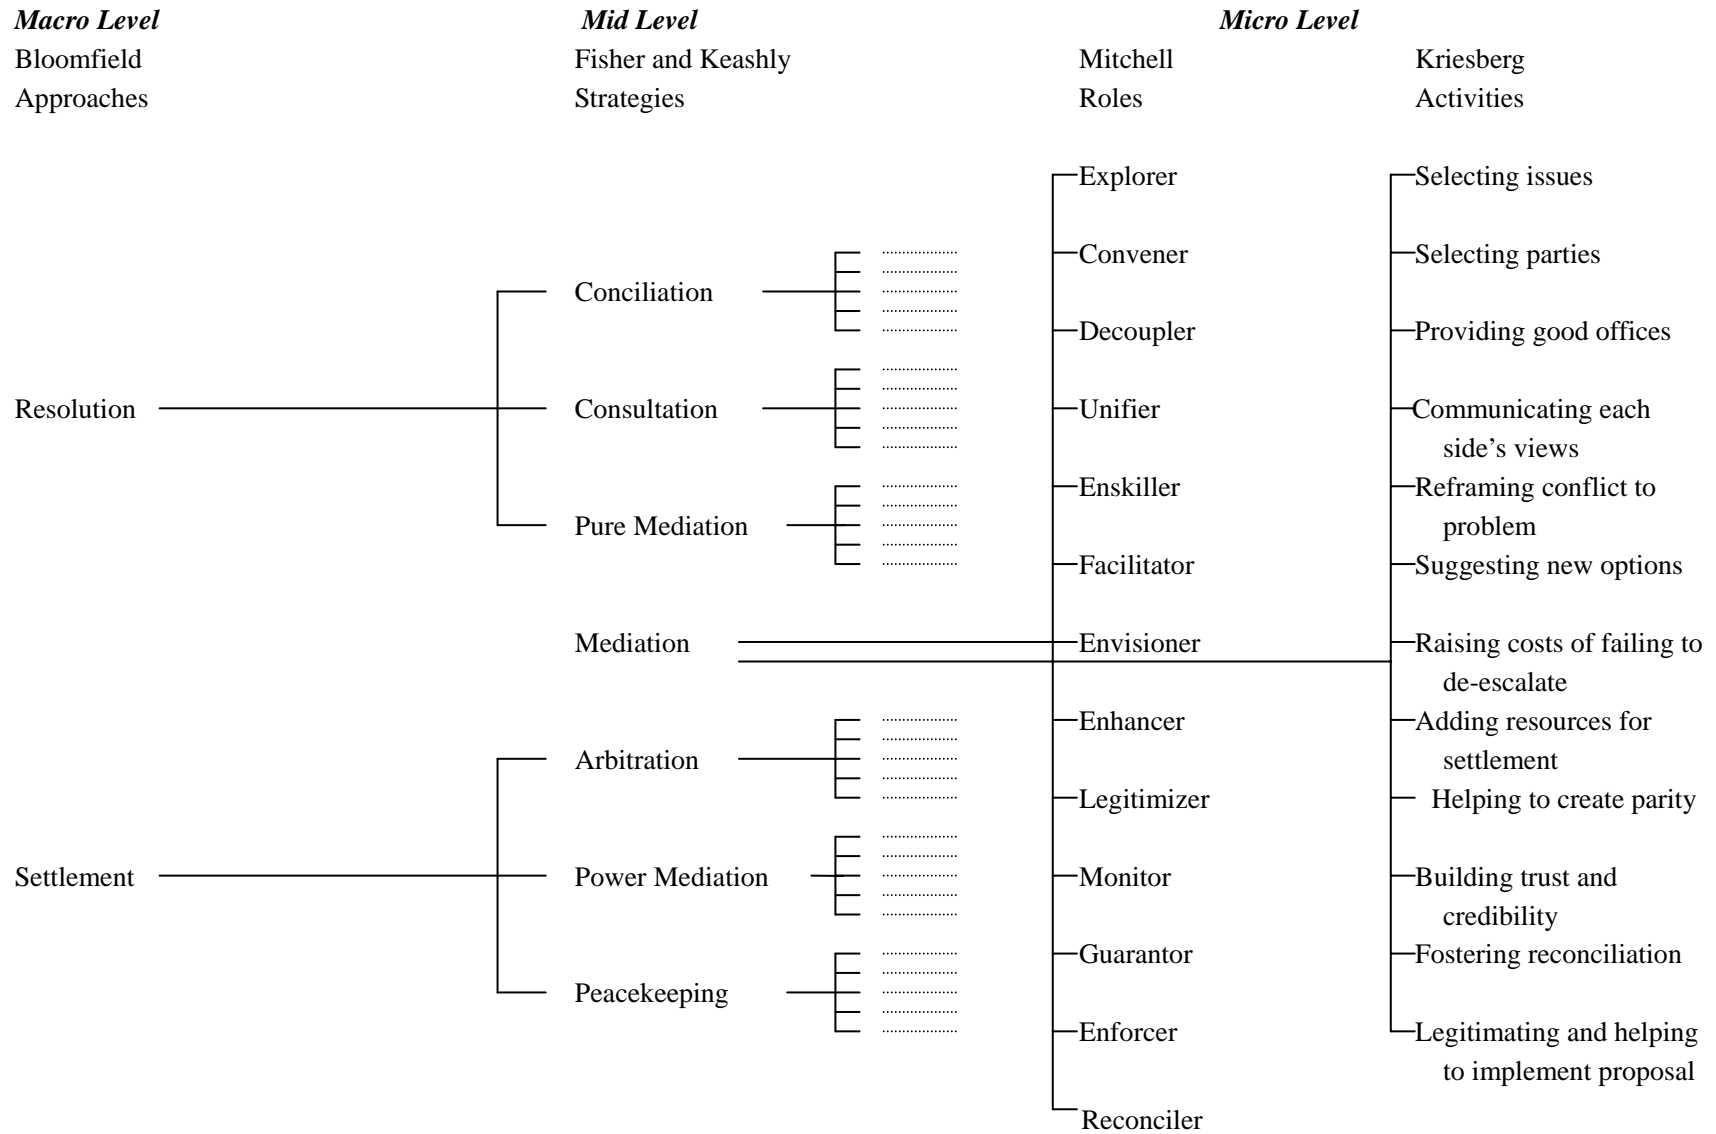 Macro Level Mid Level Micro Level
Bloomfield Fisher and Keashly Mitchell Kriesberg
Approaches Strategies Roles Activities
Explorer Selecting issues
Convener Selecting parties
Conciliation
Decoupler Providing good offices
Resolution Consultation Unifier Communicating each
side’s views
Enskiller Reframing conflict to
Pure Mediation problem
Facilitator Suggesting new options
Mediation Envisioner Raising costs of failing to
de-escalate
Enhancer Adding resources for
Arbitration settlement
Legitimizer Helping to create parity
Settlement Power Mediation Monitor Building trust and
credibility
Guarantor Fostering reconciliation
Peacekeeping
Enforcer Legitimating and helping
to implement proposal
Reconciler